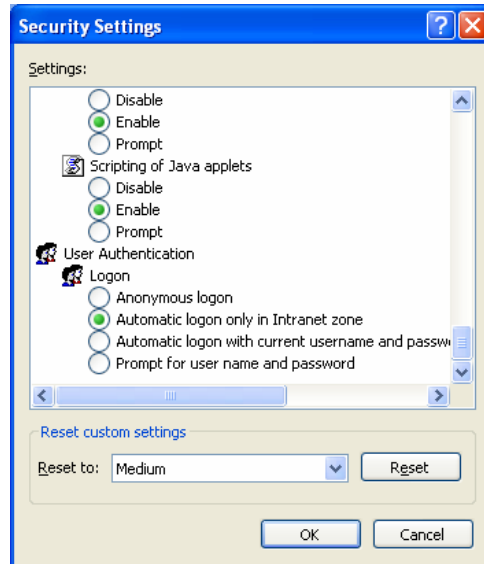 Security Settings
Settings:
Disable
Enable
Prompt
Scripting of Java applets
Disable
Enable
Prompt
User Authentication
Logon
Anonymous logon
Automatic logon only in Intranet zone
Automatic logon with current username and passw
Prompt for user name and password
Reset custom settings
Reset to: Medium Reset
OK Cancel